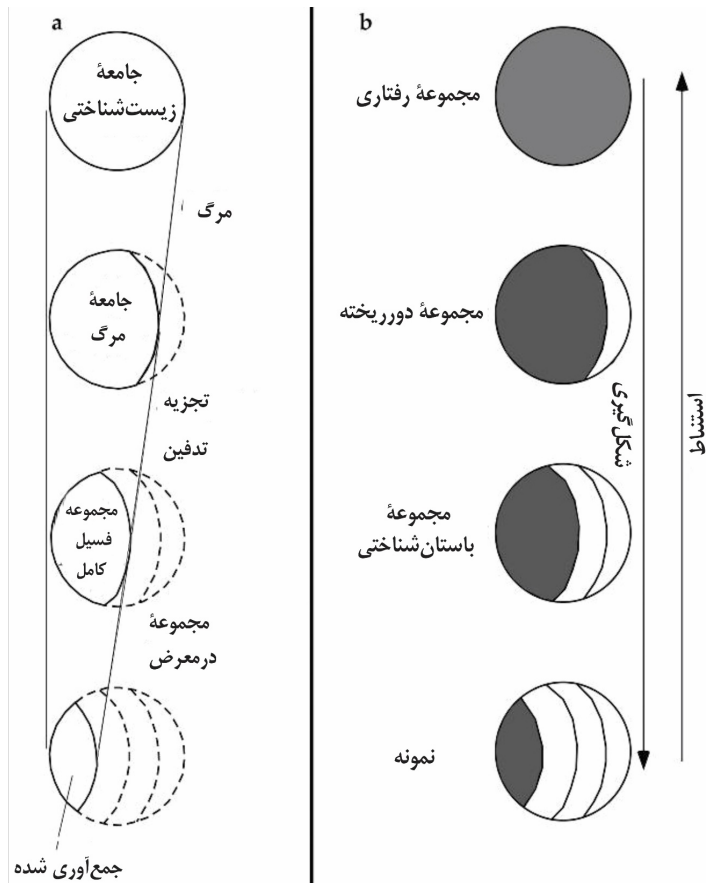 a
جامعهٔ
زیست‌شناختی
مرگ
جامعهٔ
مرگ
تجزیه
تدفین
مجموعه
فسیل
کامل
مجموعهٔ
درمعرض
جمع‌آوری شده
b
مجموعهٔ رفتاری
مجموعهٔ دورریخته
مجموعهٔ
باستان‌شناختی
نمونه
شکل‌گیری
استنباط